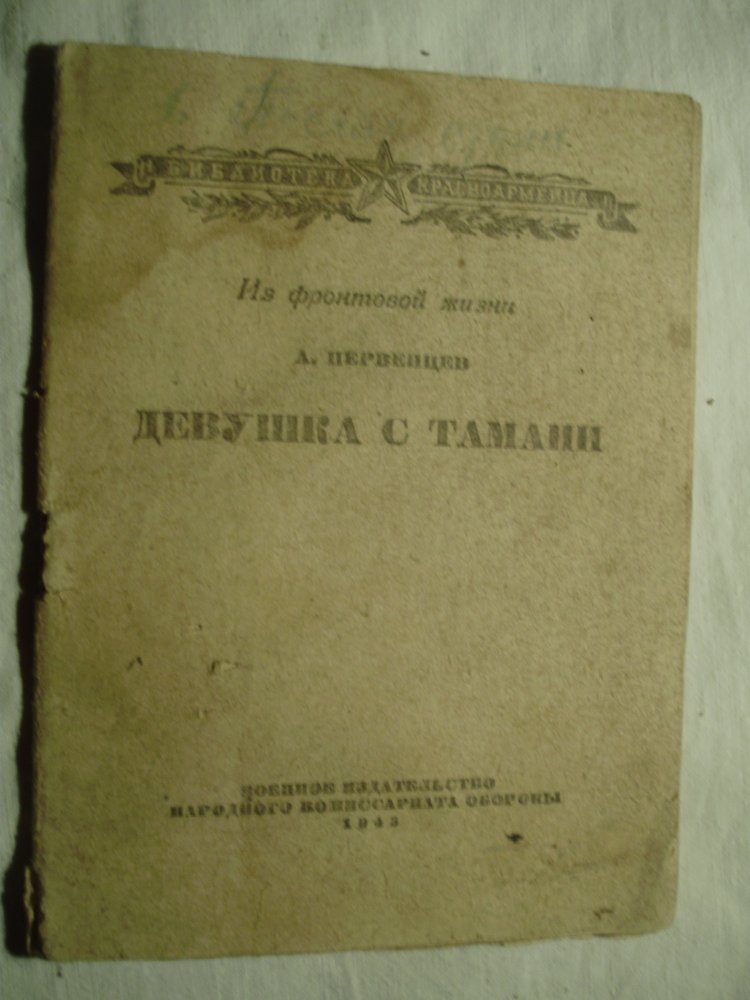 БИБЛИОТЕКА КРАСНОАРМЕЙЦА
Из фронтовой жизни
А. ПЕРВЕНЦЕВ
ДЕВУШКА С ТАМАНИ
ВОЕННОЕ ИЗДАТЕЛЬСТВО
НАРОДНОГО КОМИССАРИАТА ОБОРОНЫ
1943